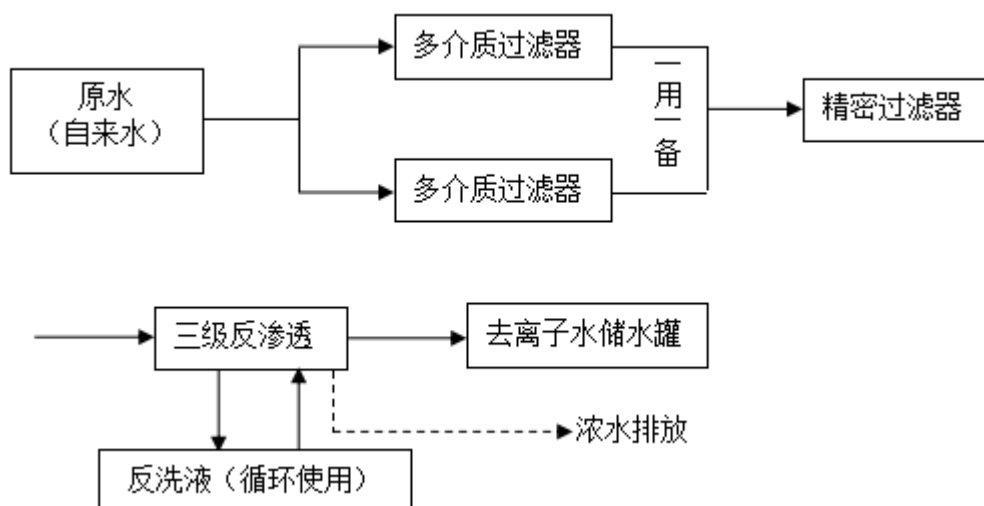 原水
（自来水）
多介质过滤器
多介质过滤器
一用一备
精密过滤器
三级反渗透
去离子水储水罐
浓水排放
反洗液（循环使用）